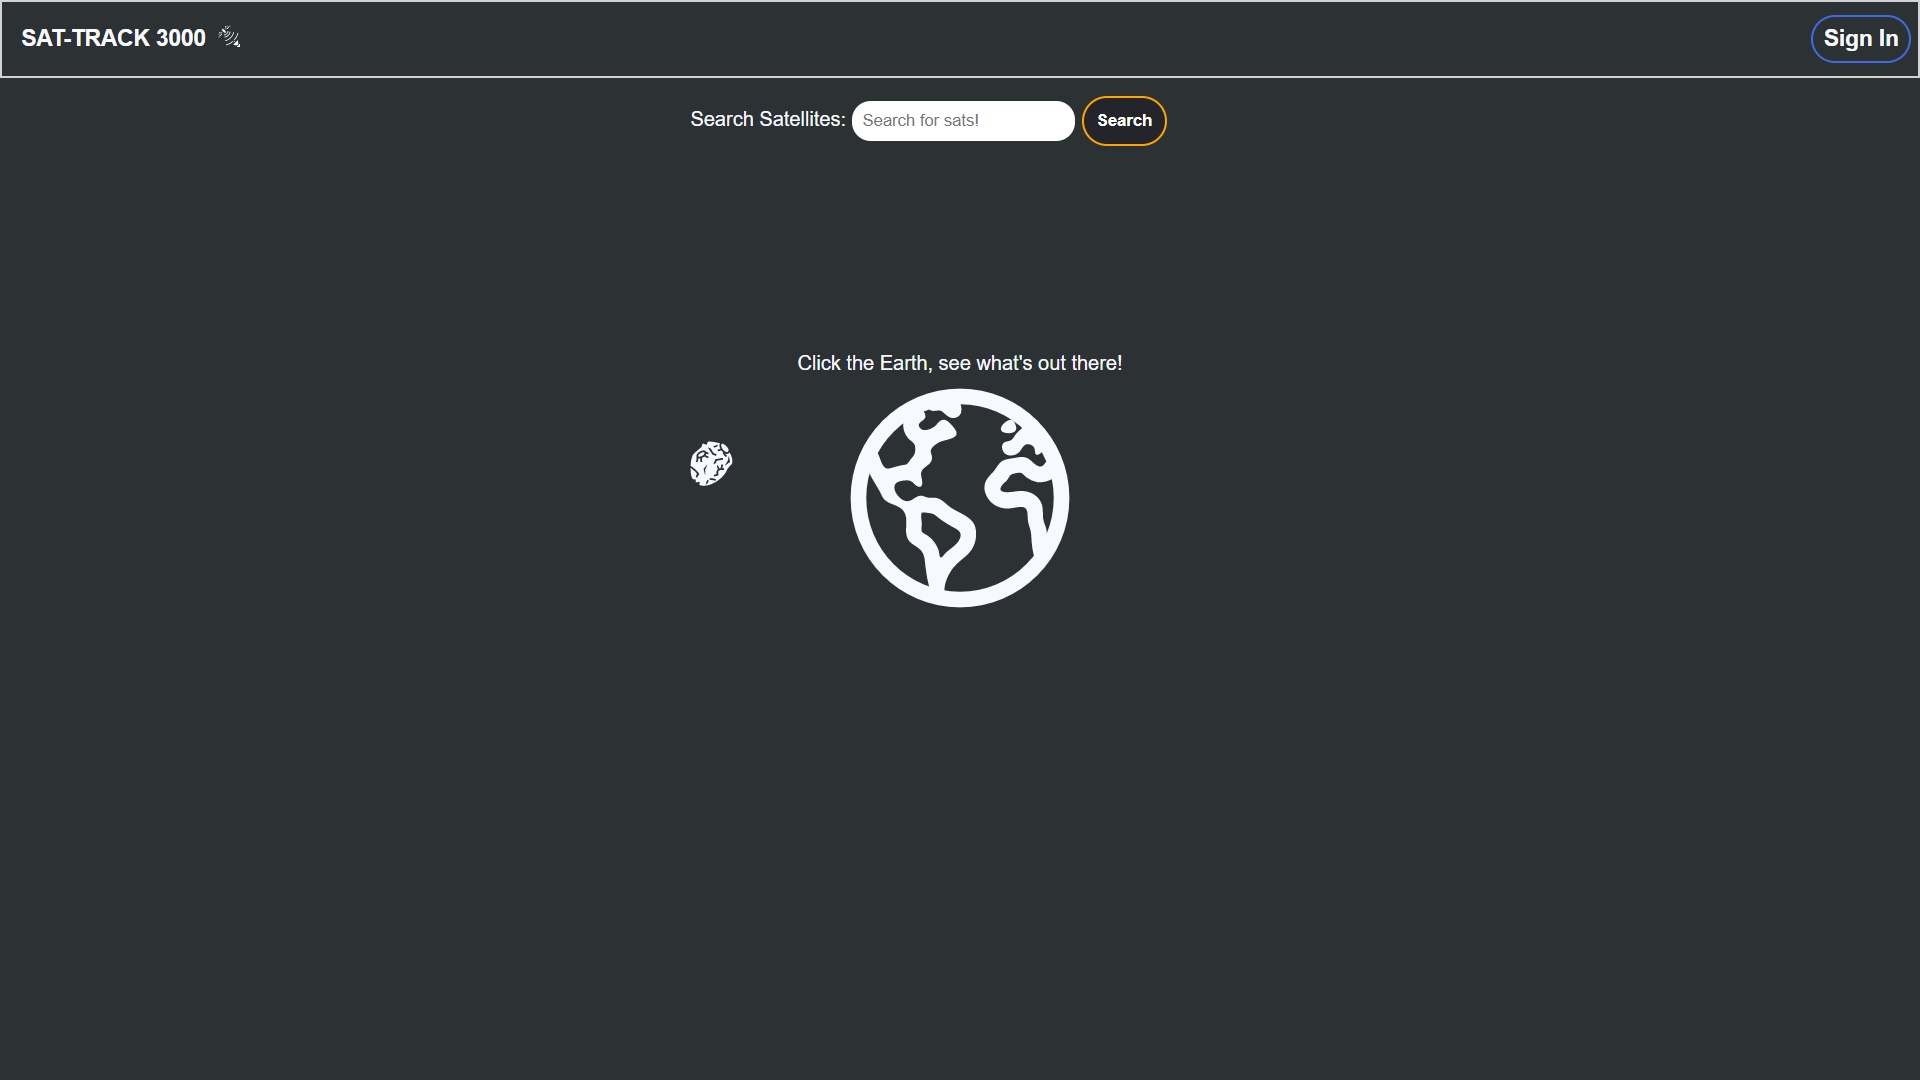 SAT-TRACK 3000
Sign In
Search Satellites: Search for sats! Search
Click the Earth, see what's out there!